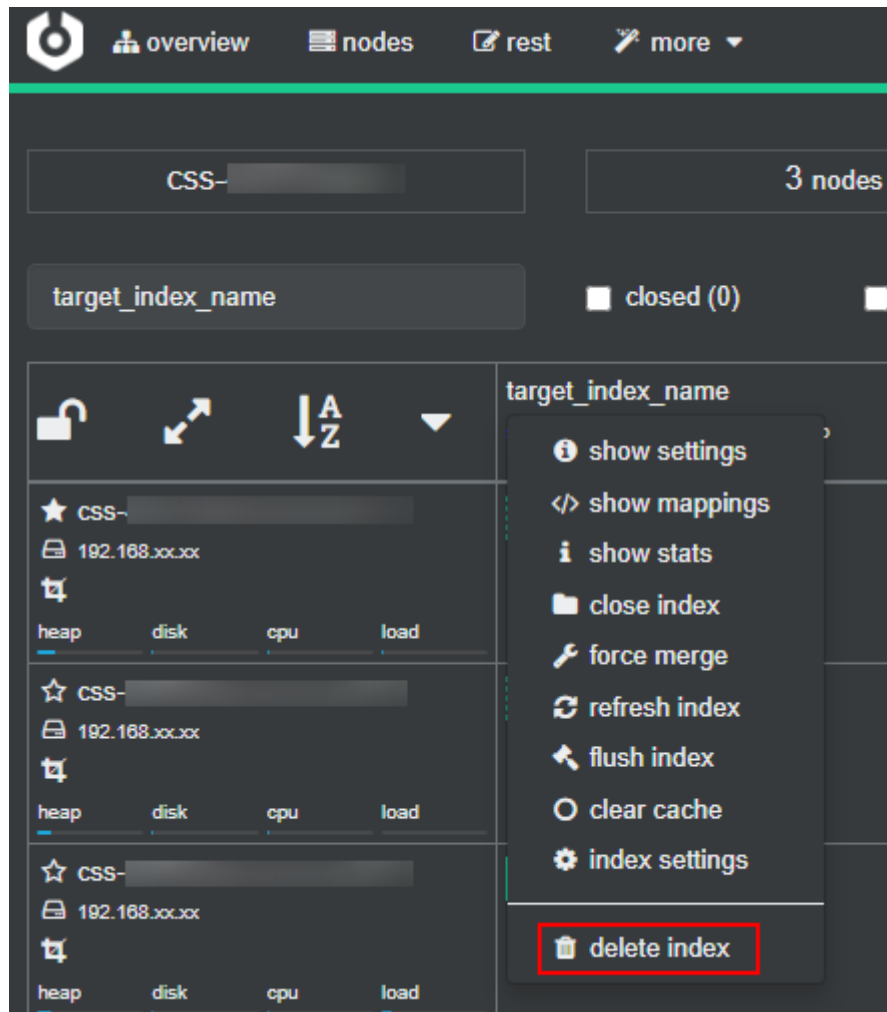 overview nodes rest more
CSS-
3 nodes
target_index_name
closed (0)
target_index_name
show settings
show mappings
show stats
close index
force merge
refresh index
flush index
clear cache
index settings
delete index
css-
192.168.xx.xx
heap disk cpu load
css-
192.168.xx.xx
heap disk cpu load
css-
192.168.xx.xx
heap disk cpu load